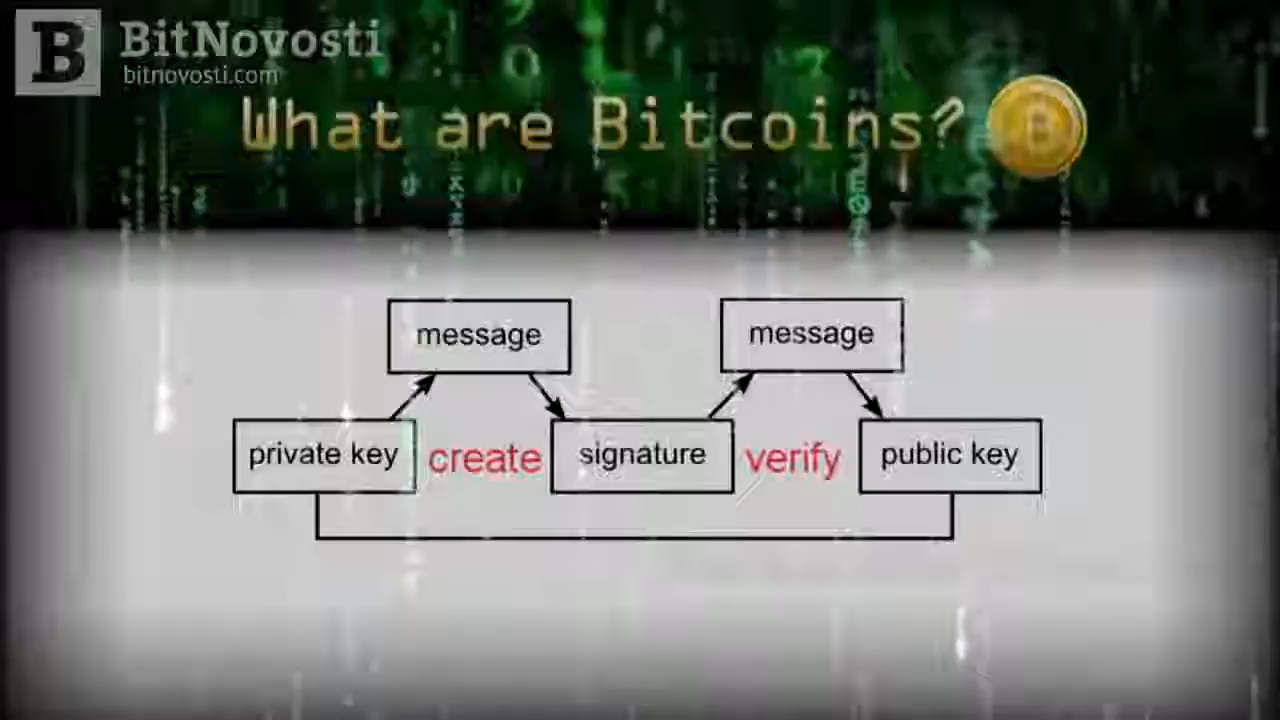 BitNovosti
bitnovosti.com
What are Bitcoins?
message
message
private key
create
signature
verify
public key